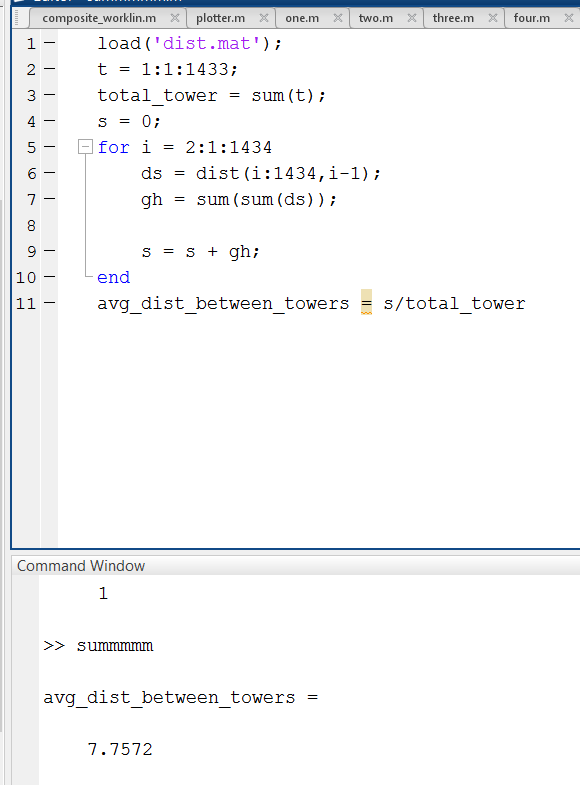 composite_worklin.m plotter.m one.m two.m three.m four.m
1 load('dist.mat');
2 t = 1:1:1433;
3 total_tower = sum(t);
4 s = 0;
5 for i = 2:1:1434
6 ds = dist(i:1434,i-1);
7 gh = sum(sum(ds));
8
9 s = s + gh;
10 end
11 avg_dist_between_towers = s/total_tower
Command Window
1
>> summmmm
avg_dist_between_towers =
7.7572